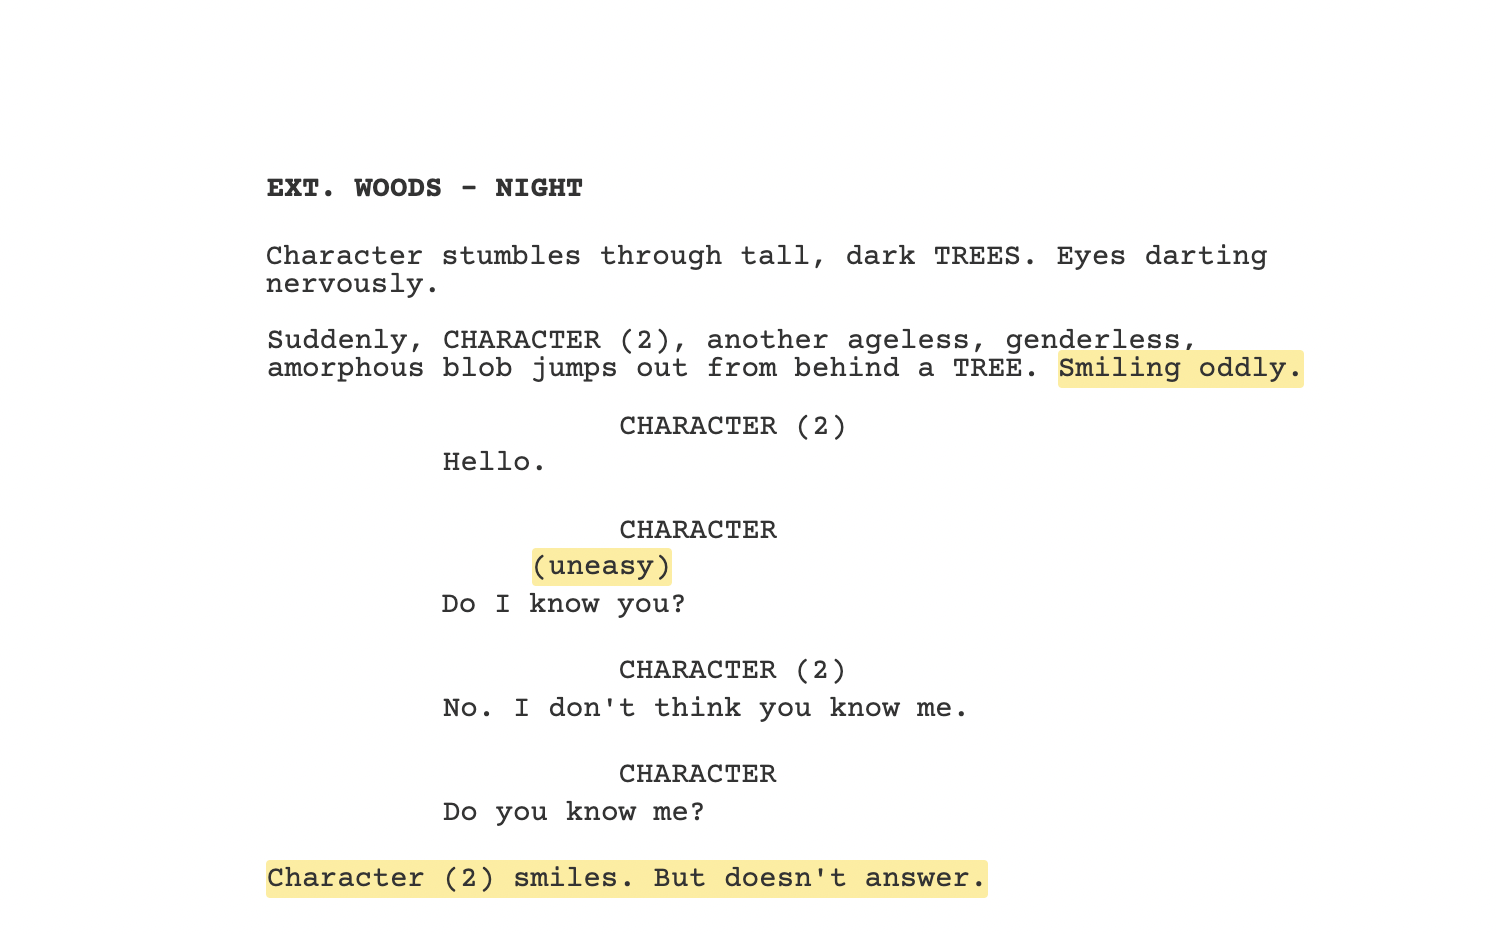 EXT. WOODS - NIGHT
Character stumbles through tall, dark TREES. Eyes darting
nervously.
Suddenly, CHARACTER (2), another ageless, genderless,
amorphous blob jumps out from behind a TREE. Smiling oddly.
CHARACTER (2)
Hello.
CHARACTER
(uneasy)
Do I know you?
CHARACTER (2)
No. I don't think you know me.
CHARACTER
Do you know me?
Character (2) smiles. But doesn't answer.